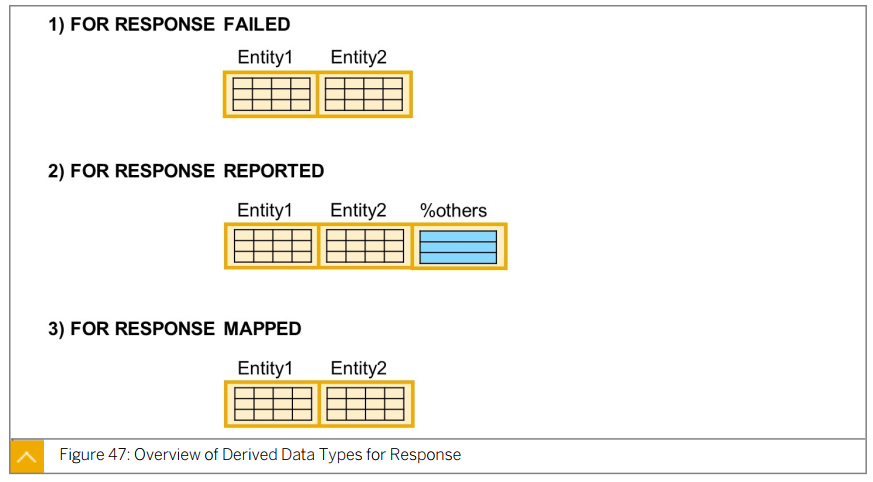 1) FOR RESPONSE FAILED
Entity1 Entity2
2) FOR RESPONSE REPORTED
Entity1 Entity2 %others
3) FOR RESPONSE MAPPED
Entity1 Entity2
Figure 47: Overview of Derived Data Types for Response